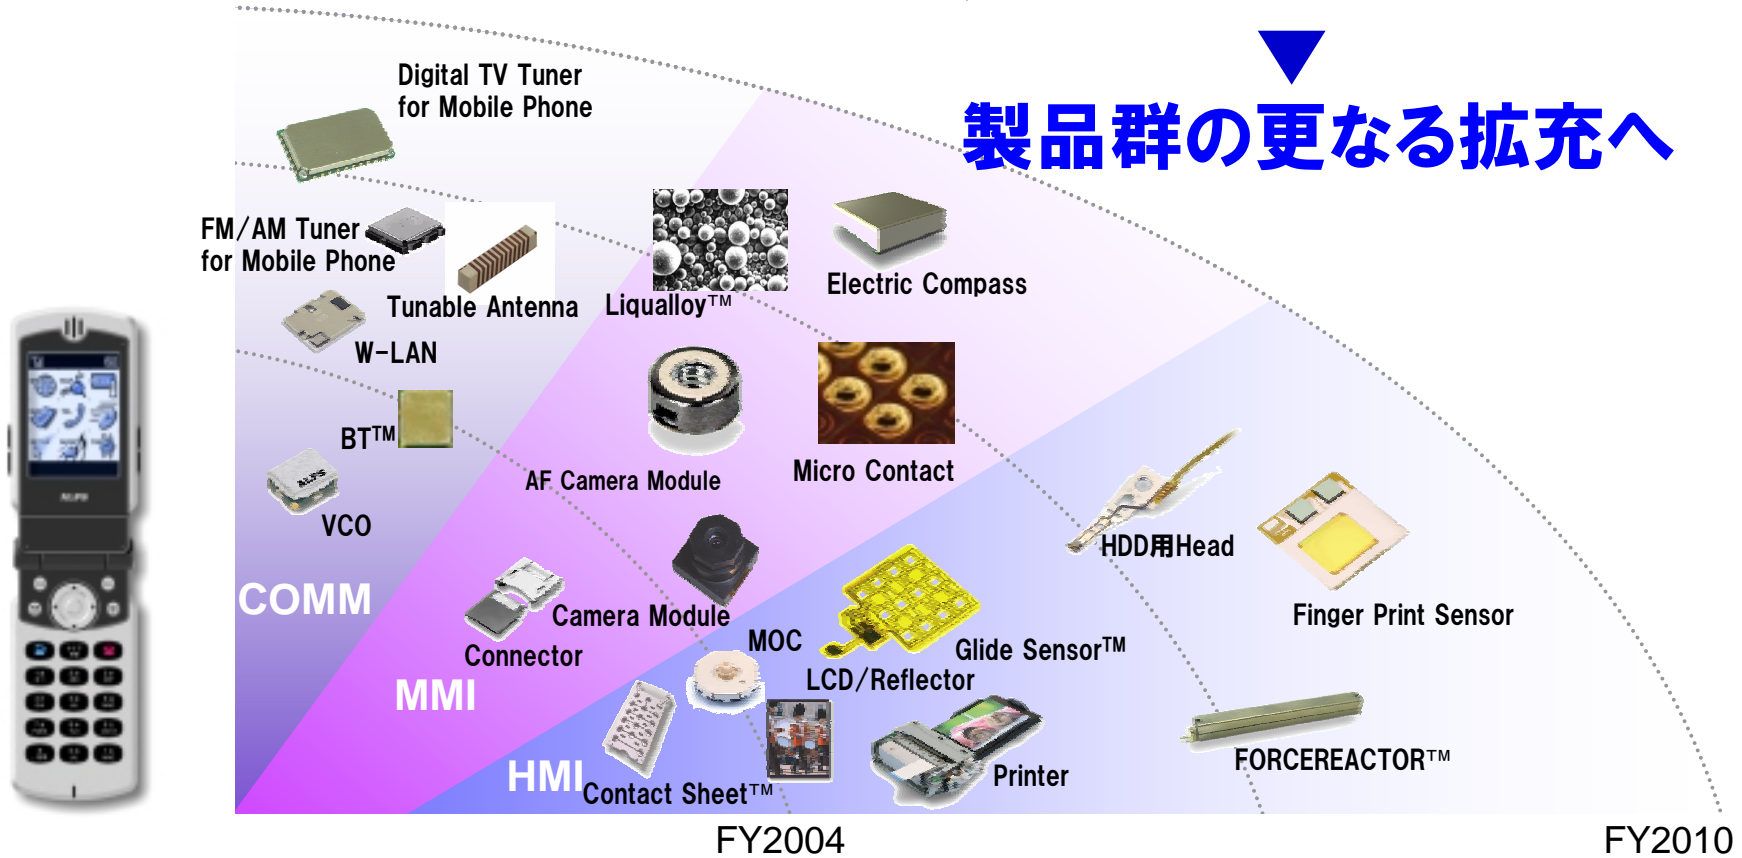 製品群の更なる拡充へ
Digital TV Tuner
for Mobile Phone
FM/AM Tuner
for Mobile Phone
Tunable Antenna
Liqualloy™
Electric Compass
W-LAN
BT™
AF Camera Module
Micro Contact
ALPS
VCO
ALPS
HDD用Head
COMM
Camera Module
Finger Print Sensor
Connector
MOC
Glide Sensor™
LCD/Reflector
MMI
FORCEREACTOR™
HMI
Printer
Contact Sheet™
FY2004
FY2010